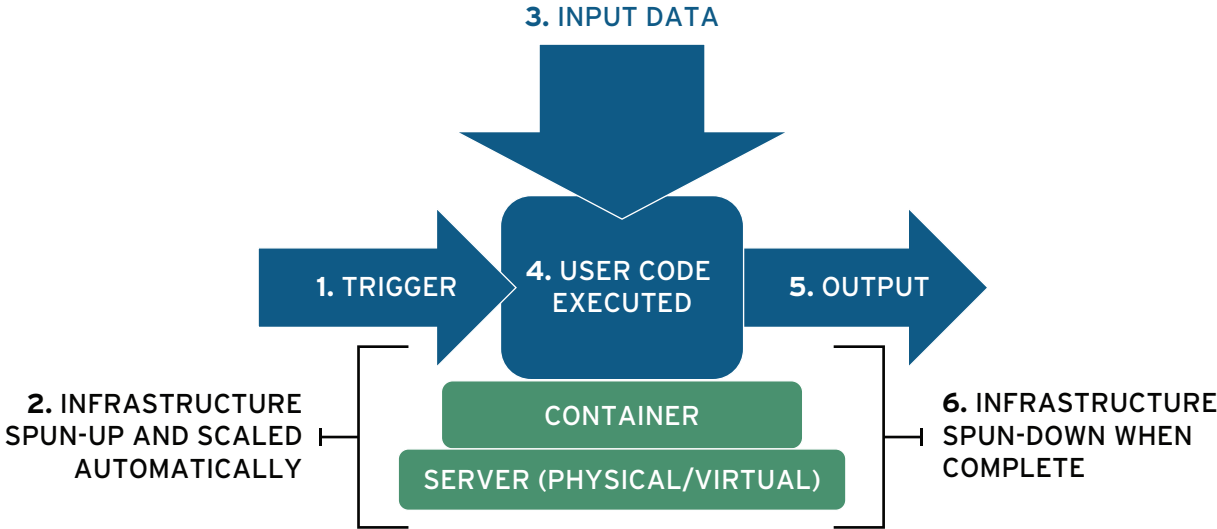 3. INPUT DATA
1. TRIGGER
4. USER CODE
EXECUTED
5. OUTPUT
2. INFRASTRUCTURE
SPUN-UP AND SCALED
AUTOMATICALLY
CONTAINER
SERVER (PHYSICAL/VIRTUAL)
6. INFRASTRUCTURE
SPUN-DOWN WHEN
COMPLETE